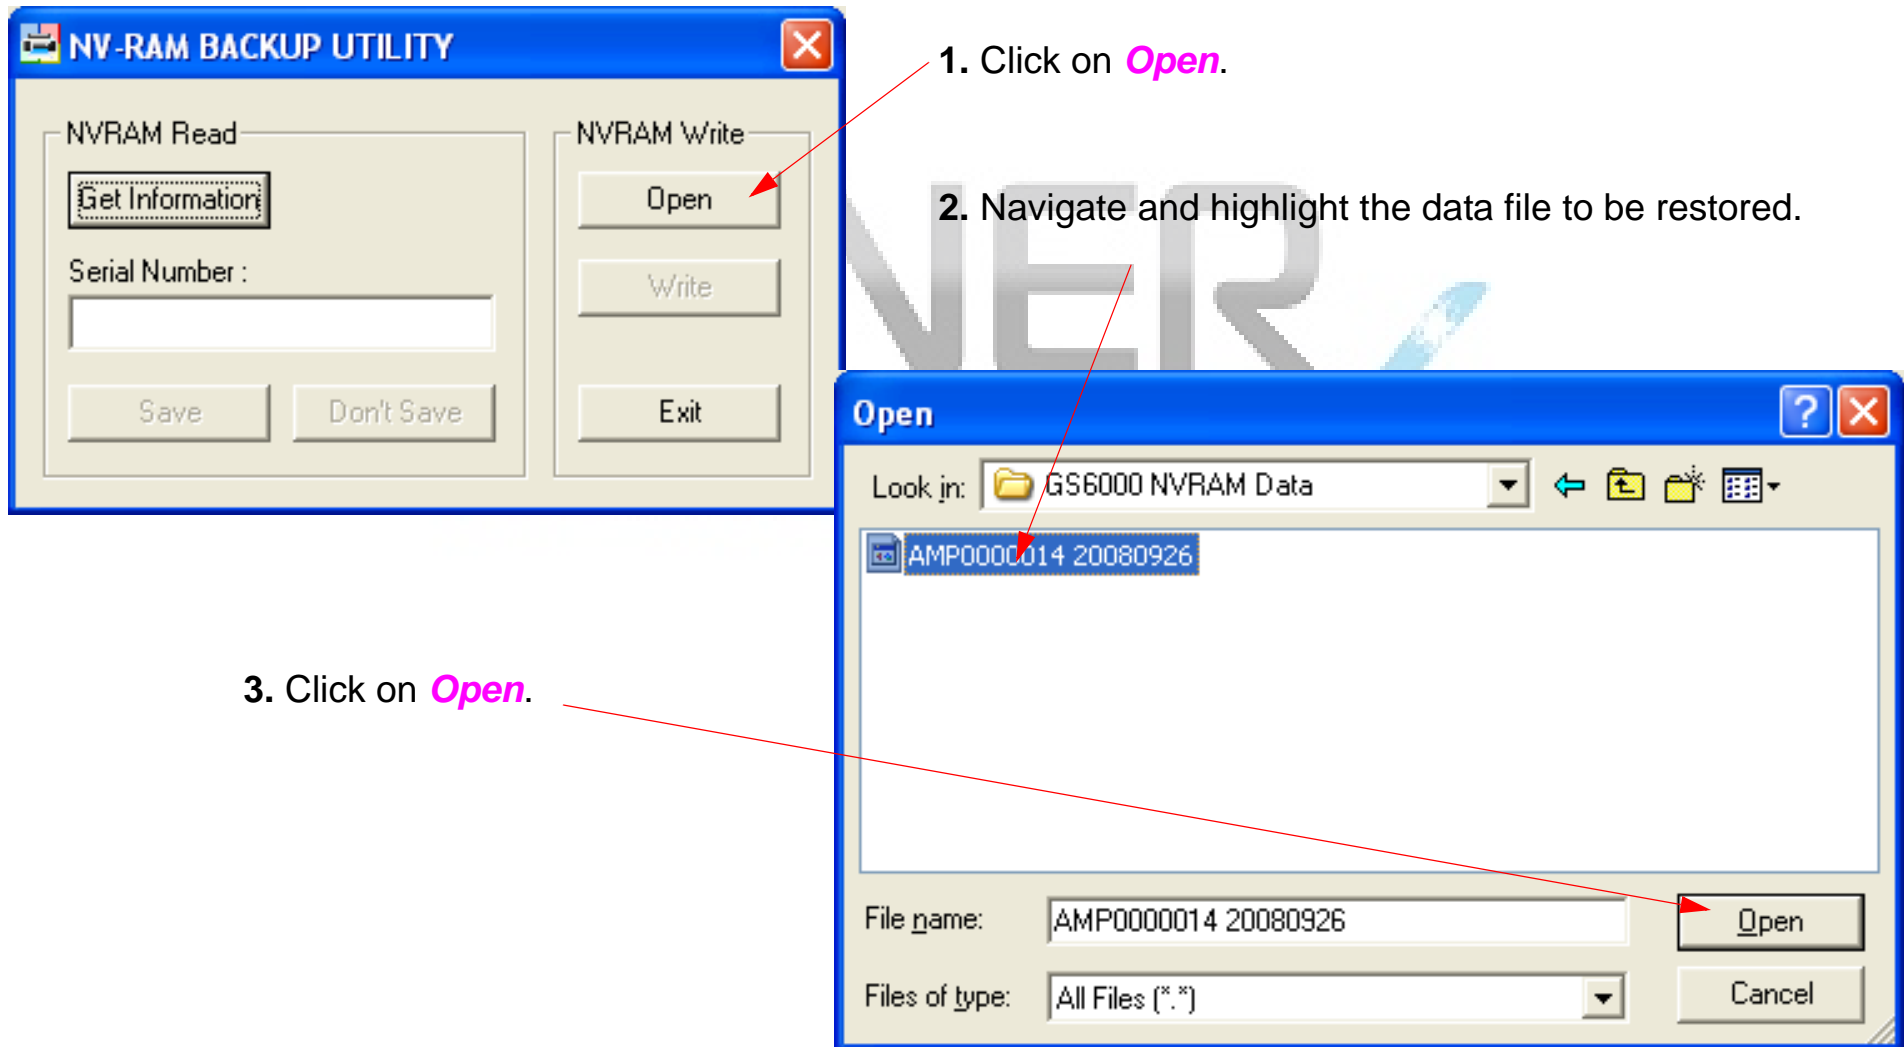 NV-RAM BACKUP UTILITY
NVRAM Read
Get Information
Serial Number :
Save
Don't Save
NVRAM Write
Open
Write
Exit
1. Click on Open.
2. Navigate and highlight the data file to be restored.
NER
Open
Look in:
GS6000 NVRAM Data
AMP0000014 20080926
3. Click on Open.
File name:
AMP0000014 20080926
Open
Files of type:
All Files (*.*)
Cancel